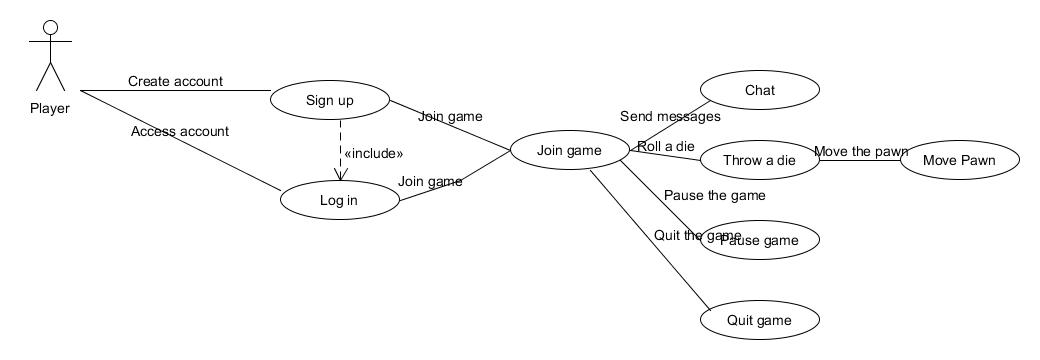 Player
Create account
Access account
Sign up
«include»
Log in
Join game
Join game
Join game
Send messages
Roll a die
Pause the game
Quit the game
Chat
Throw a die
Move the pawn
Move Pawn
Pause game
Quit game